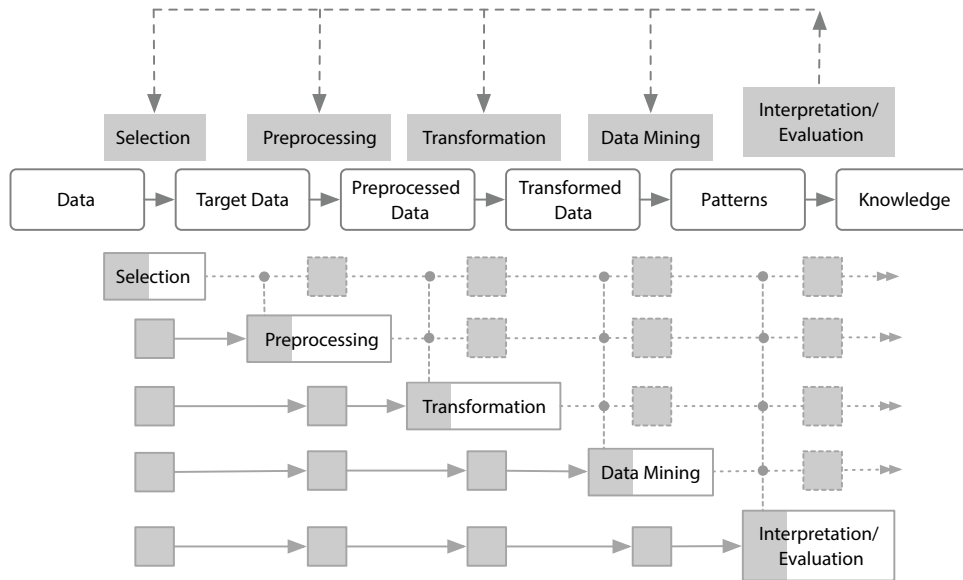 Selection
Preprocessing
Transformation
Data Mining
Interpretation/
Evaluation
Data
Target Data
Preprocessed
Data
Transformed
Data
Patterns
Knowledge
Selection
Preprocessing
Transformation
Data Mining
Interpretation/
Evaluation